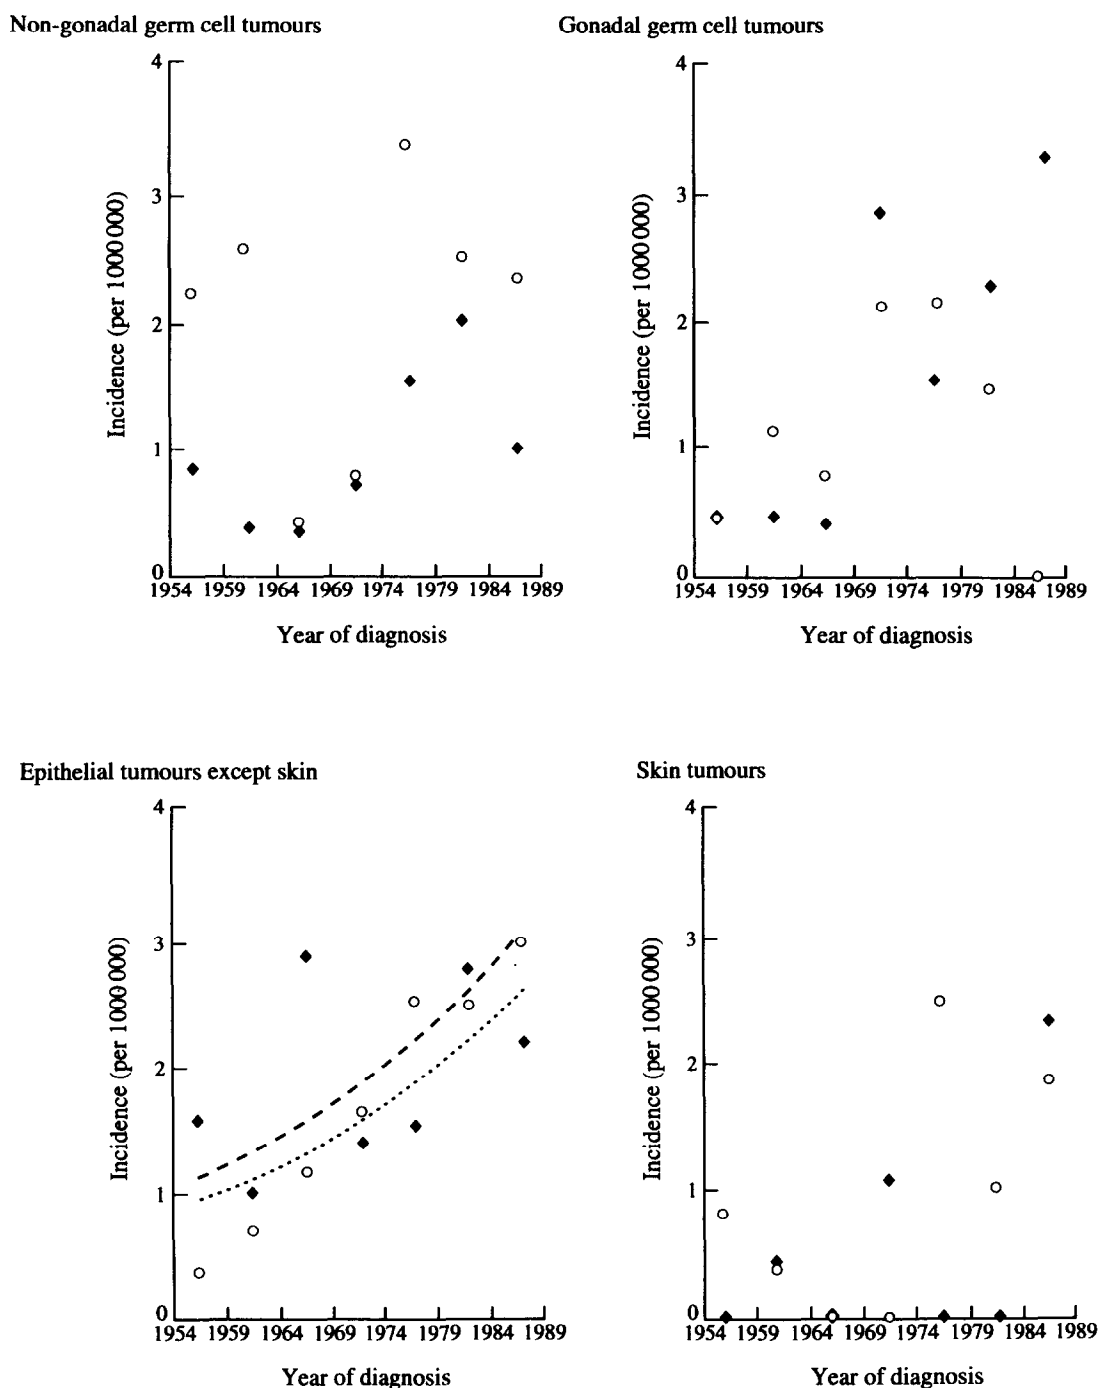 Non-gonadal germ cell tumours
4
3
2
1
0
Incidence (per 1000 000)
1954 1959 1964 1969 1974 1979 1984 1989
Year of diagnosis
Gonadal germ cell tumours
4
3
2
1
0
Incidence (per 1000 000)
1954 1959 1964 1969 1974 1979 1984 1989
Year of diagnosis
Epithelial tumours except skin
4
3
2
1
0
Incidence (per 1000 000)
1954 1959 1964 1969 1974 1979 1984 1989
Year of diagnosis
Skin tumours
4
3
2
1
0
Incidence (per 1000 000)
1954 1959 1964 1969 1974 1979 1984 1989
Year of diagnosis